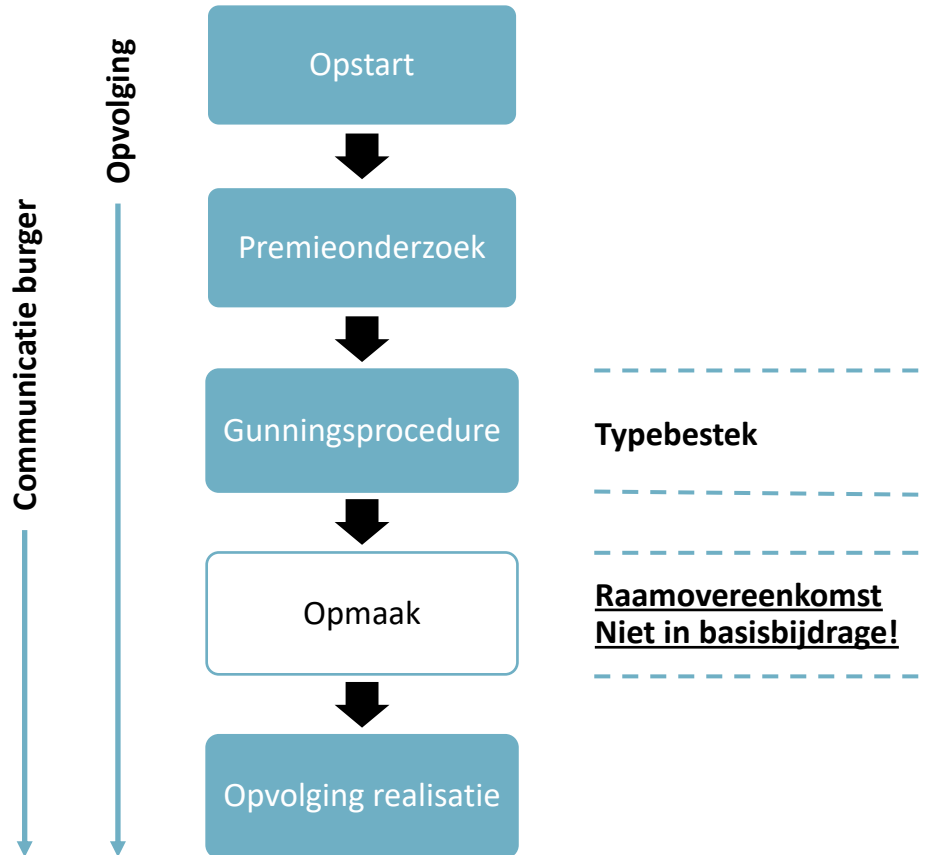 Communicatie burger
Opvolging
Opstart
Premieonderzoek
Gunningsprocedure
Typebestek
Opmaak
Raamovereenkomst
Niet in basisbijdrage!
Opvolging realisatie